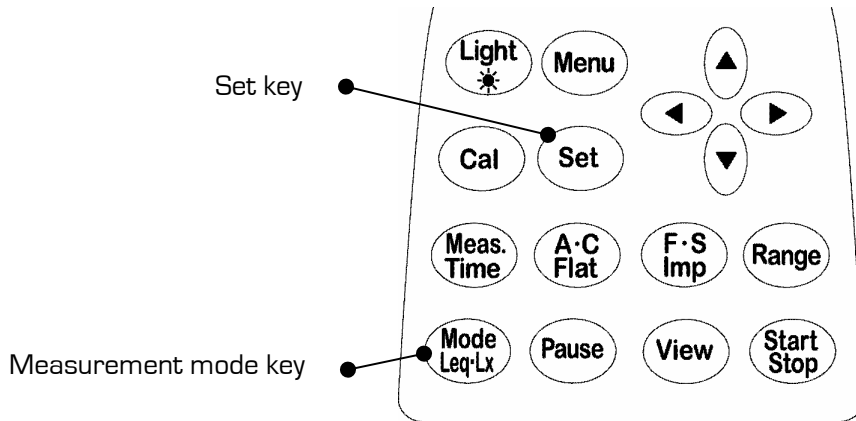 Set key
Light
Menu
Cal
Set
Meas.
Time
A·C
Flat
F·S
Imp
Range
Measurement mode key
Mode
Leq·Lx
Pause
View
Start
Stop